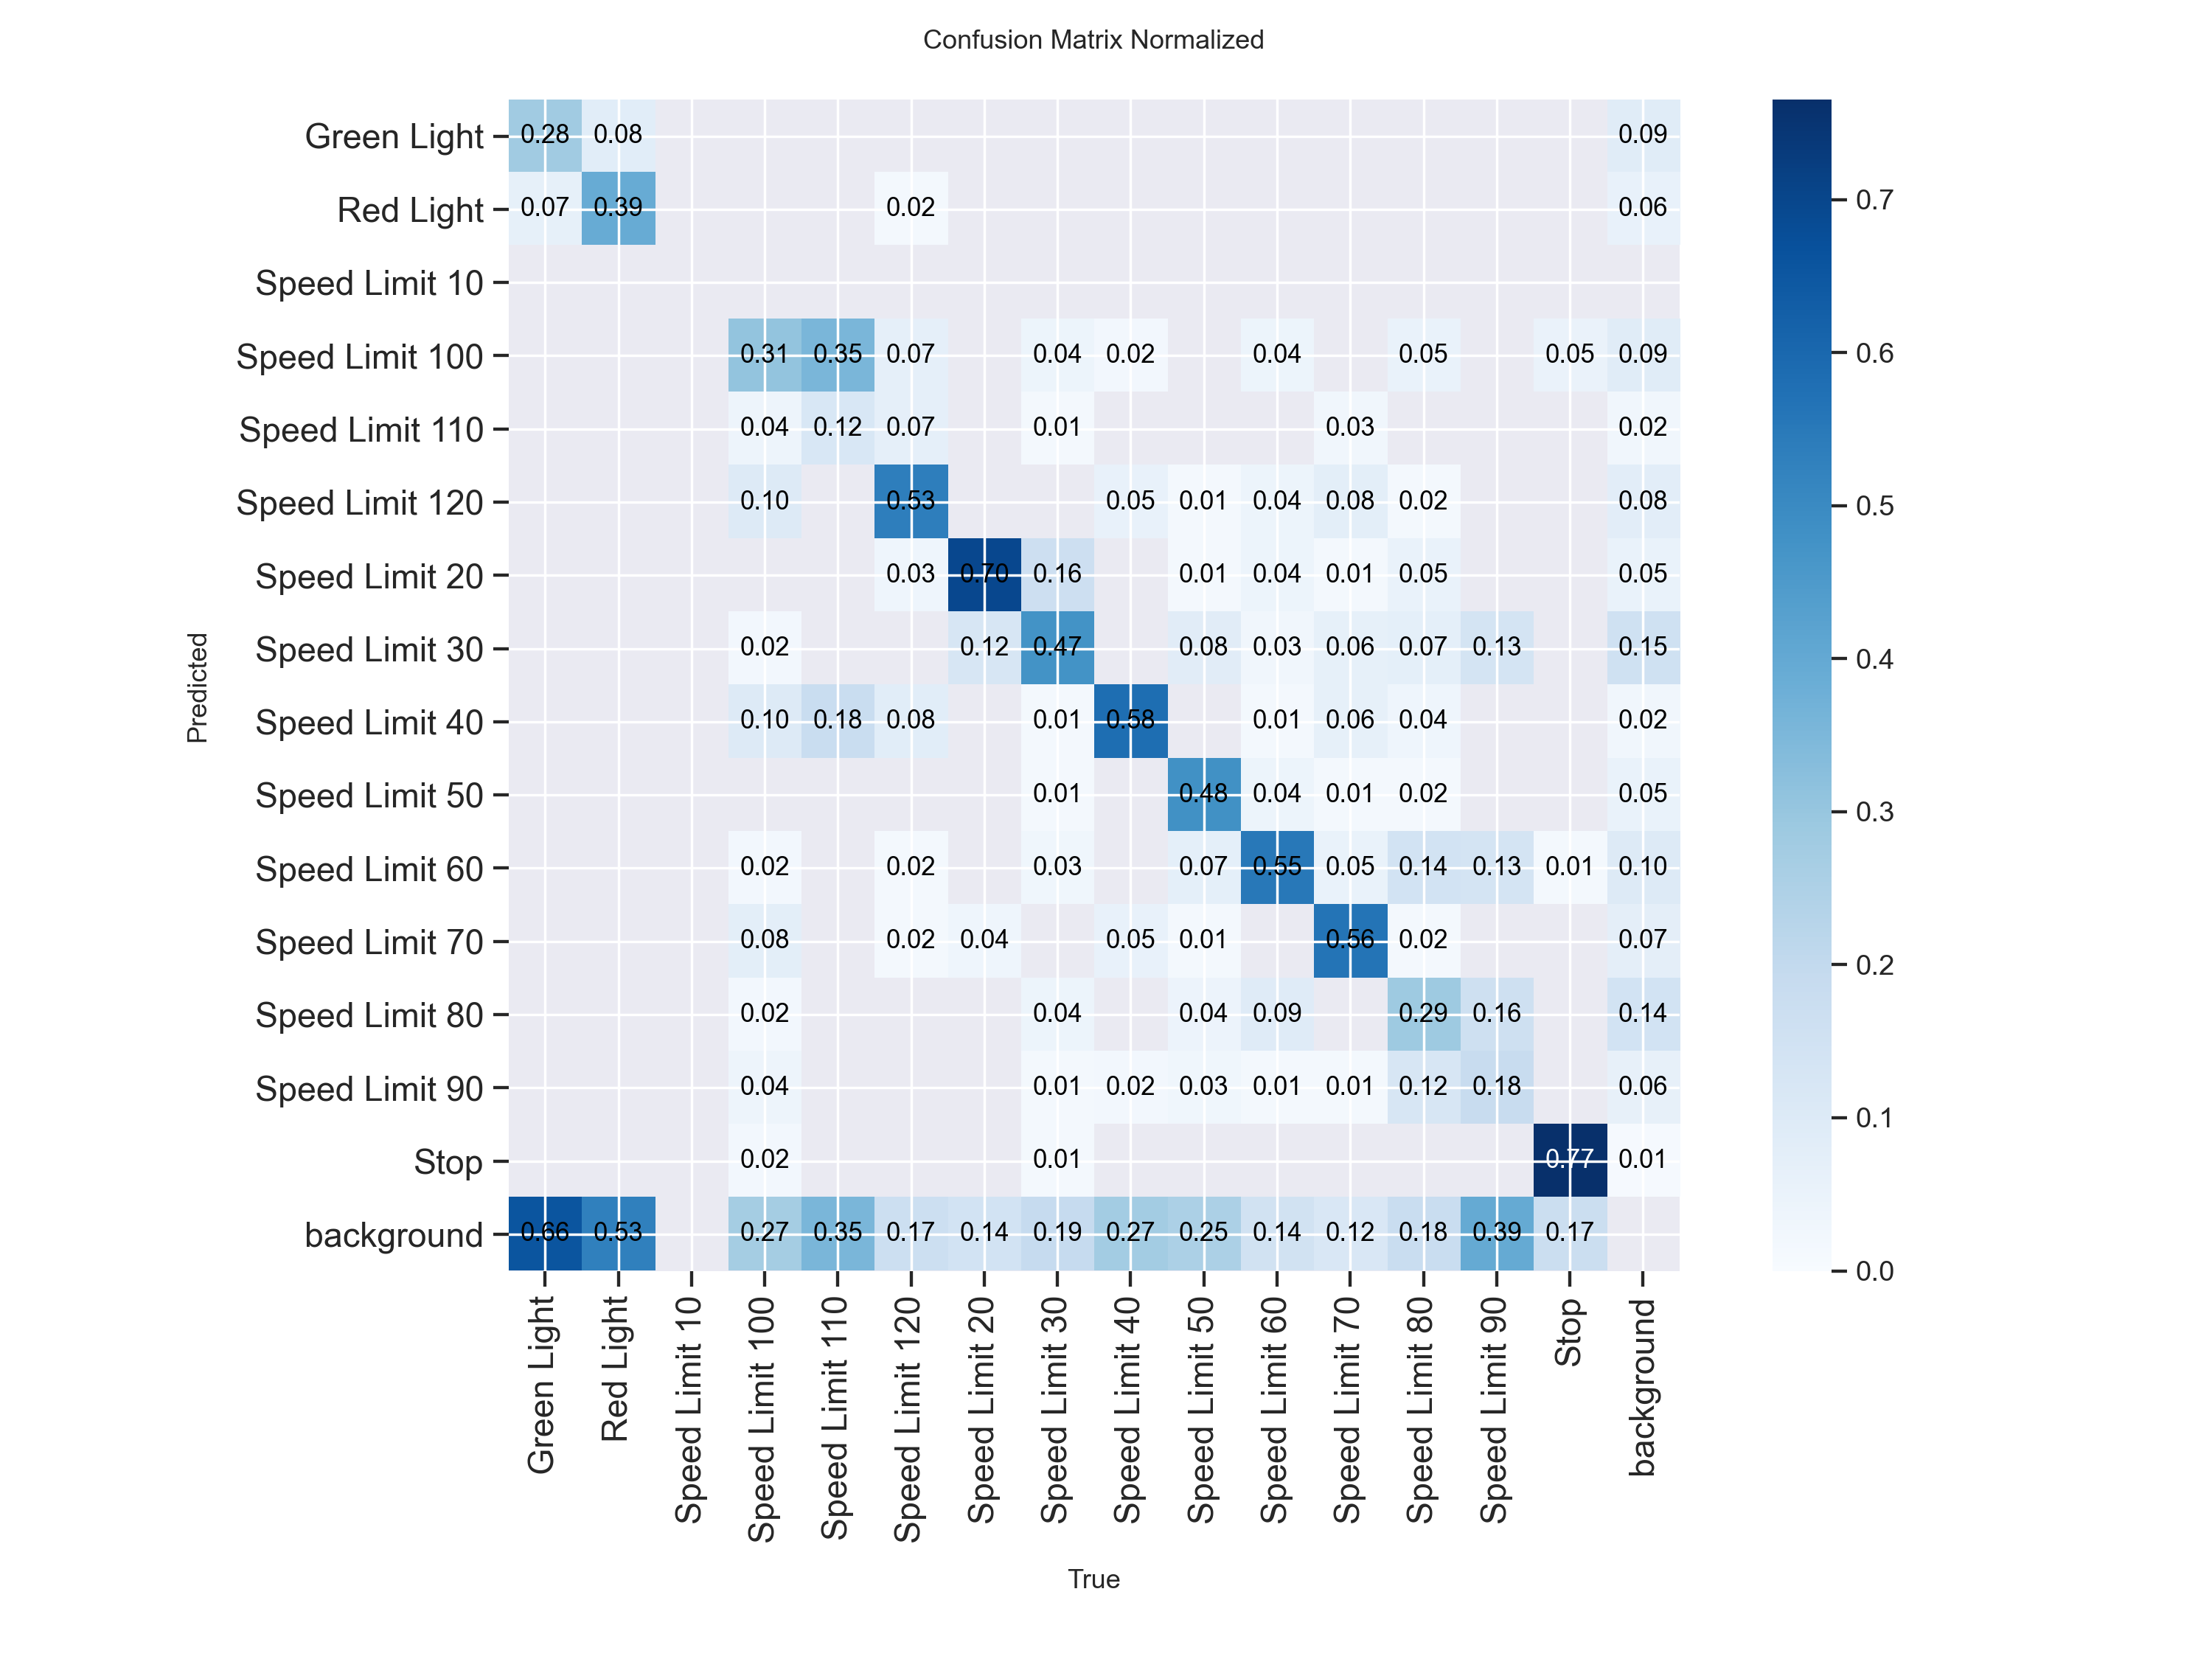 Confusion Matrix Normalized
Green Light 0.28 0.08 0.09
Red Light 0.07 0.39 0.02 0.06
Speed Limit 10
Speed Limit 100 0.31 0.35 0.07 0.04 0.02 0.04 0.05 0.05 0.09
Speed Limit 110 0.04 0.12 0.07 0.01 0.03 0.02
Speed Limit 120 0.10 0.53 0.05 0.01 0.04 0.08 0.02 0.08
Speed Limit 20 0.03 0.70 0.16 0.01 0.04 0.01 0.05 0.05
Speed Limit 30 0.02 0.12 0.47 0.08 0.03 0.06 0.07 0.13 0.15
Speed Limit 40 0.10 0.18 0.08 0.01 0.58 0.01 0.06 0.04 0.02
Speed Limit 50 0.01 0.48 0.04 0.01 0.02 0.05
Speed Limit 60 0.02 0.02 0.03 0.07 0.55 0.05 0.14 0.13 0.01 0.10
Speed Limit 70 0.08 0.02 0.04 0.05 0.01 0.56 0.02 0.07
Speed Limit 80 0.02 0.04 0.04 0.09 0.29 0.16 0.14
Speed Limit 90 0.04 0.01 0.02 0.03 0.01 0.01 0.12 0.18 0.06
Stop 0.02 0.01 0.77 0.01
background 0.66 0.53 0.27 0.35 0.17 0.14 0.19 0.27 0.25 0.14 0.12 0.18 0.39 0.17
Predicted
Green Light
Red Light
Speed Limit 10
Speed Limit 100
Speed Limit 110
Speed Limit 120
Speed Limit 20
Speed Limit 30
Speed Limit 40
Speed Limit 50
Speed Limit 60
Speed Limit 70
Speed Limit 80
Speed Limit 90
Stop
background
True
0.7
0.6
0.5
0.4
0.3
0.2
0.1
0.0